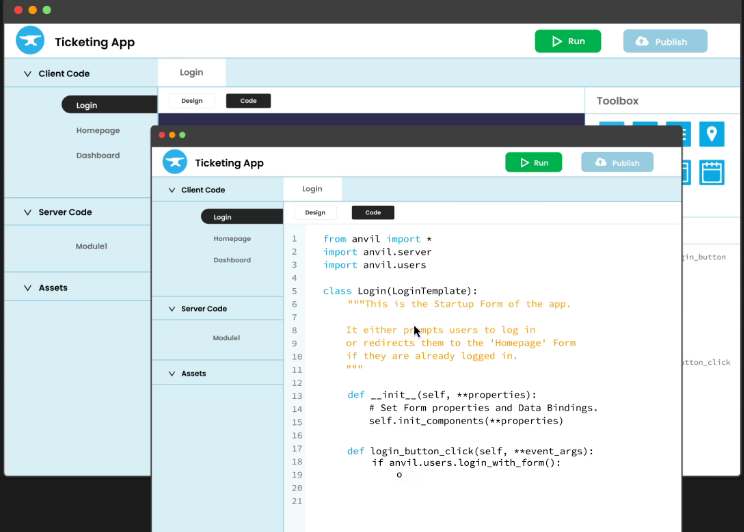 Ticketing App
Run
Publish
Client Code
Login
Login
Homepage
Dashboard
Design
Code
Toolbox
Server Code
Module1
Assets
gin_button
tton_click
Ticketing App
Run
Publish
Client Code
Login
Login
Homepage
Dashboard
Design
Code
Server Code
Module1
Assets
1 from anvil import *
2 import anvil.server
3 import anvil.users
4
5 class Login(LoginTemplate):
6 """This is the Startup Form of the app.
7
8 It either prompts users to log in
9 or redirects them to the 'Homepage' Form
10 if they are already logged in.
11 """
12
13 def __init__(self, **properties):
14 # Set Form properties and Data Bindings.
15 self.init_components(**properties)
16
17 def login_button_click(self, **event_args):
18 if anvil.users.login_with_form():
19 o
20
21